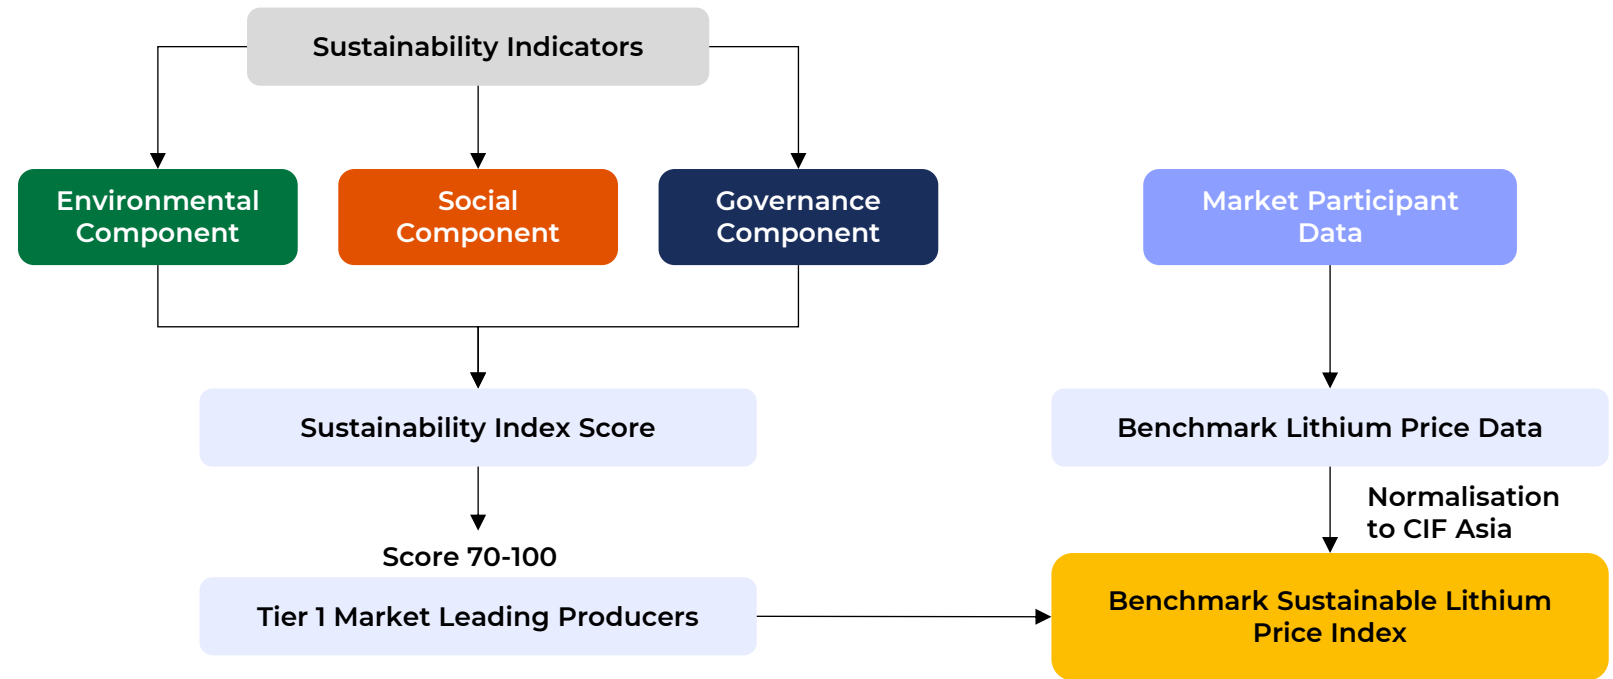 Sustainability Indicators
Environmental
Component
Social
Component
Governance
Component
Market Participant
Data
Sustainability Index Score
Benchmark Lithium Price Data
Normalisation
to CIF Asia
Score 70-100
Tier 1 Market Leading Producers
Benchmark Sustainable Lithium
Price Index